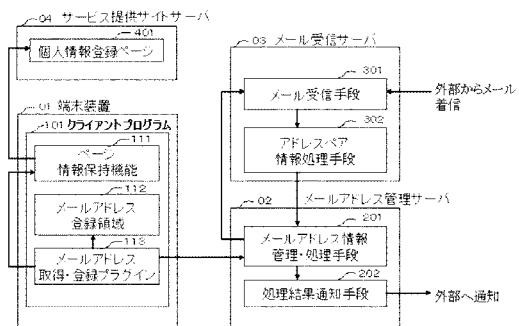 04 サービス提供サイトサーバ
401
個人情報登録ページ
01 端末装置
101 クライアントプログラム
111
ページ
情報保持機能
112
メールアドレス
登録領域
113
メールアドレス
取得・登録プラグイン
03 メール受信サーバ
301
メール受信手段
302
アドレスペア
情報処理手段
外部からメール
着信
02 メールアドレス管理サーバ
201
メールアドレス情報
管理・処理手段
202
処理結果通知手段
外部へ通知